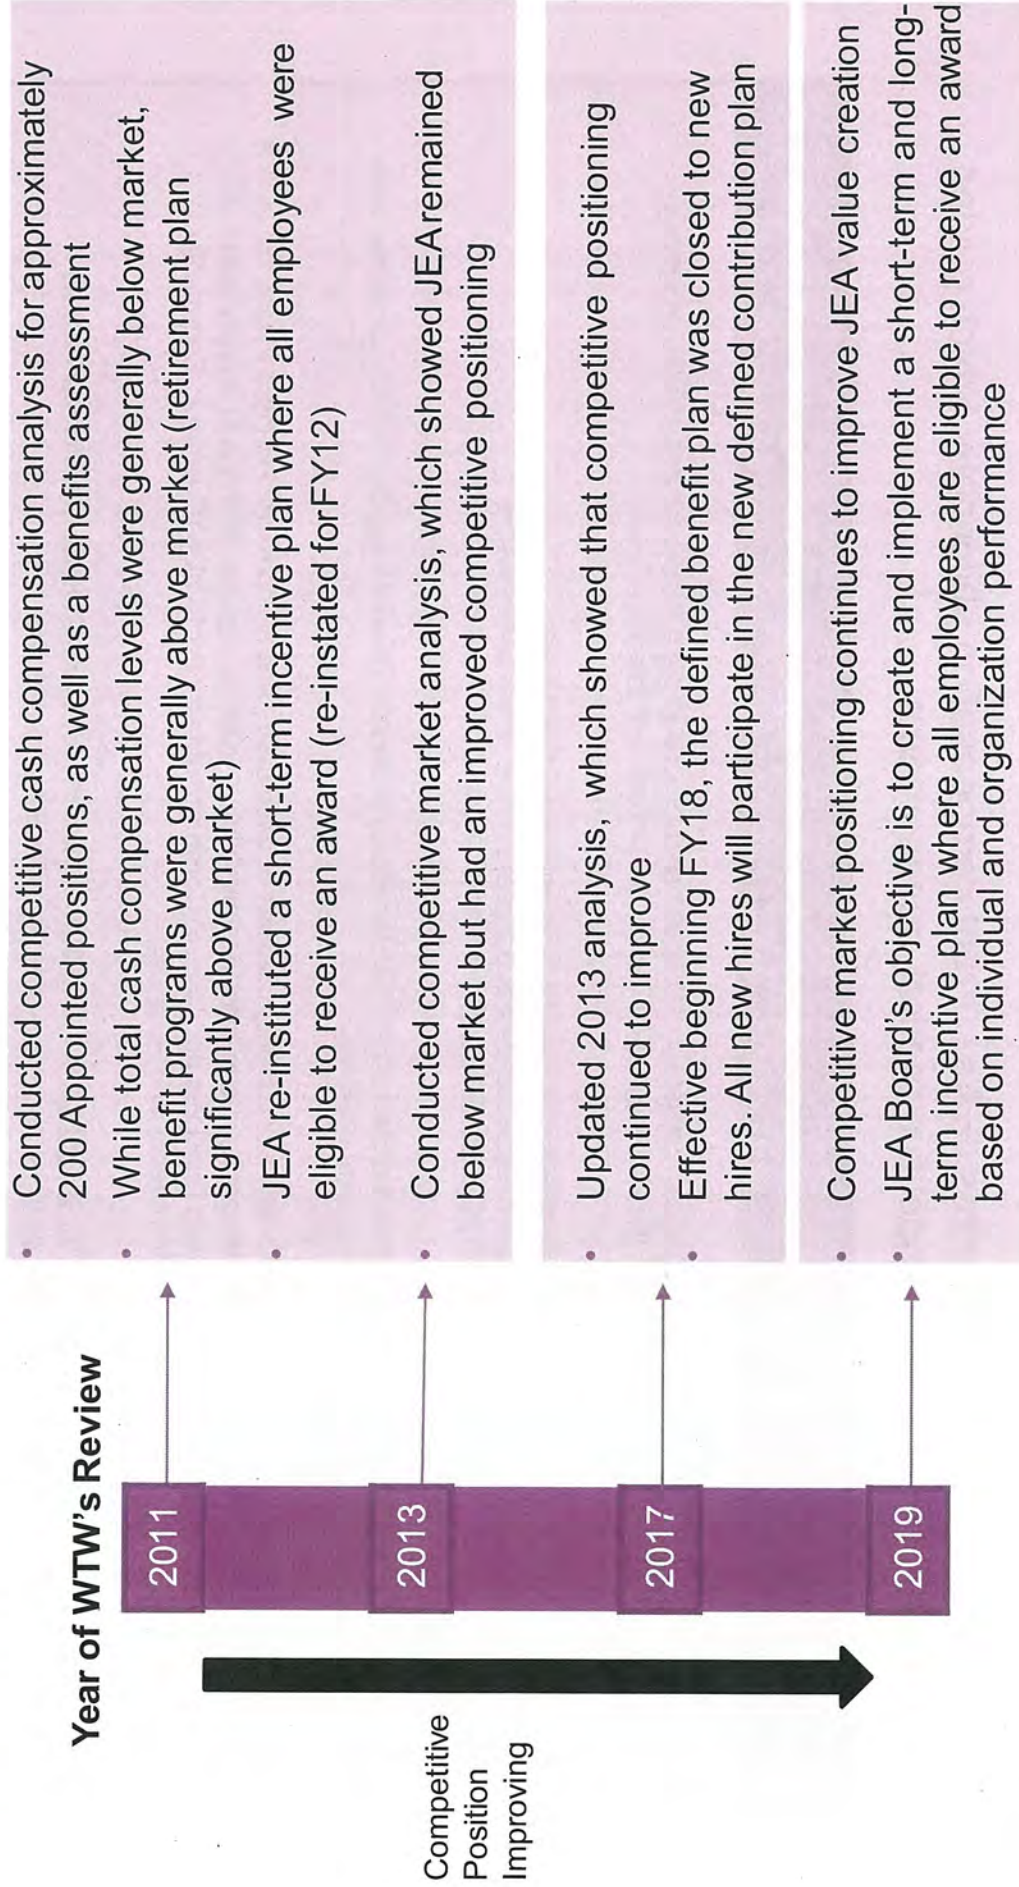 Year of WTW's Review
Competitive
Position
Improving
2011
• Conducted competitive cash compensation analysis for approximately
200 Appointed positions, as well as a benefits assessment
• While total cash compensation levels were generally below market,
benefit programs were generally above market (retirement plan
significantly above market)
• JEA re-instituted a short-term incentive plan where all employees were
eligible to receive an award (re-instated forFY12)
2013
• Conducted competitive market analysis, which showed JEA remained
below market but had an improved competitive positioning
2017
• Updated 2013 analysis, which showed that competitive positioning
continued to improve
• Effective beginning FY18, the defined benefit plan was closed to new
hires. All new hires will participate in the new defined contribution plan
2019
• Competitive market positioning continues to improve JEA value creation
• JEA Board's objective is to create and implement a short-term and long-
term incentive plan where all employees are eligible to receive an award
based on individual and organization performance